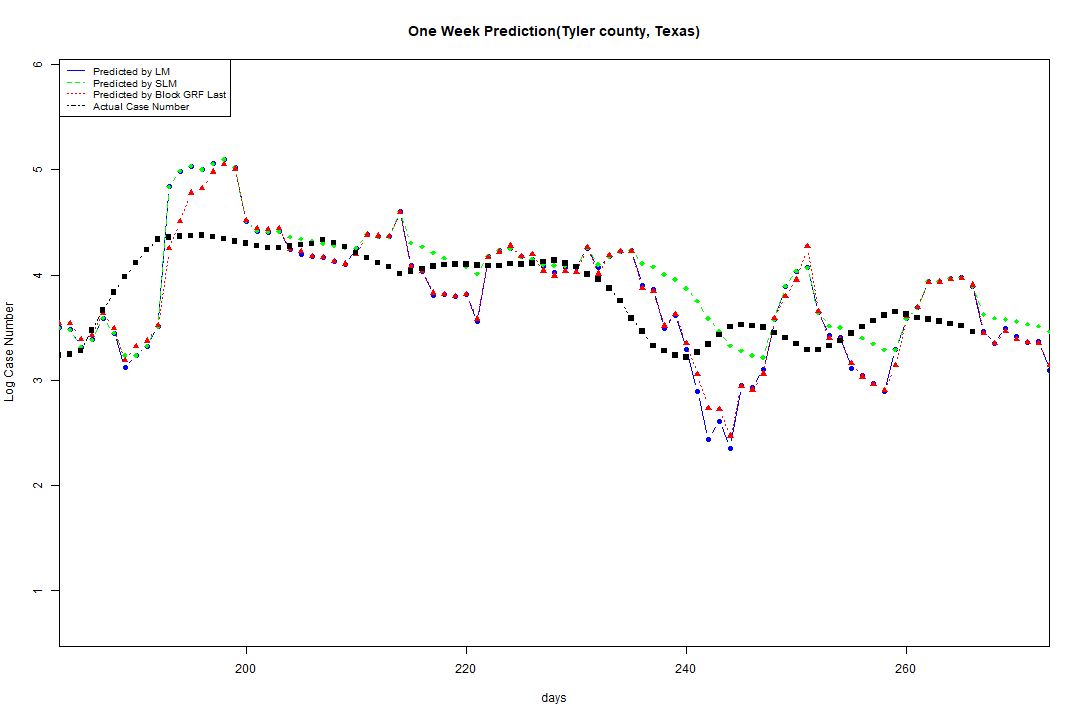 One Week Prediction(Tyler county, Texas)
Predicted by LM
Predicted by SLM
Predicted by Block GRF Last
Actual Case Number
6
5
4
3
2
1
Log Case Number
200 220 240 260
days